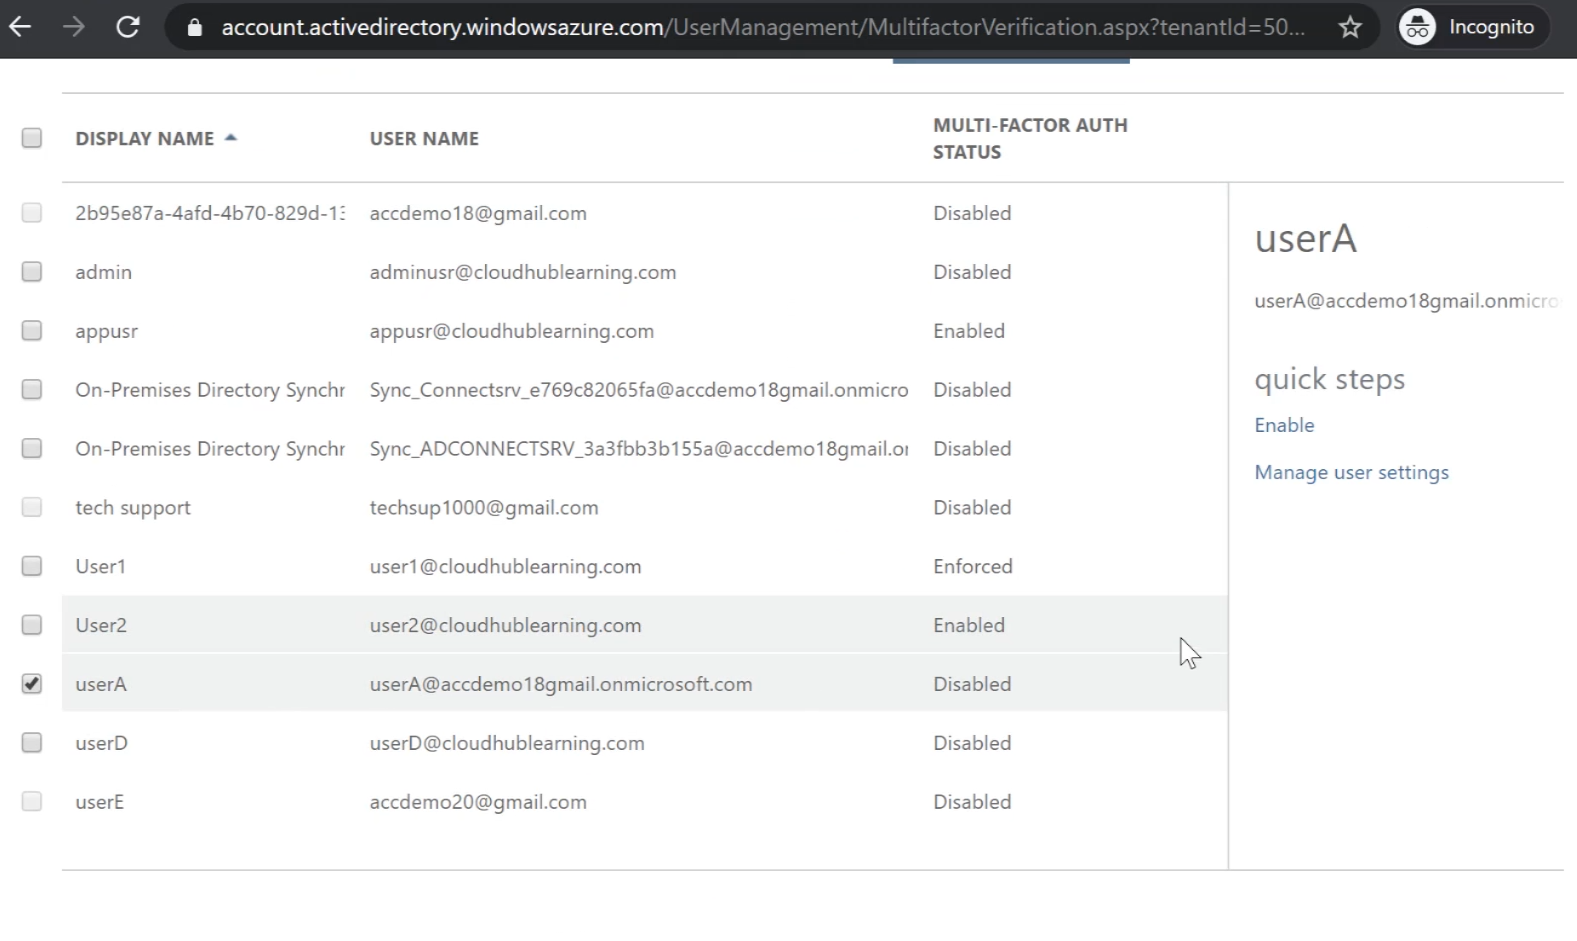 account.activedirectory.windowsazure.com/UserManagement/MultifactorVerification.aspx?tenantId=50... Incognito
DISPLAY NAME USER NAME MULTI-FACTOR AUTH STATUS
2b95e87a-4afd-4b70-829d-13 accdemo18@gmail.com Disabled
admin adminusr@cloudhublearning.com Disabled
appusr appusr@cloudhublearning.com Enabled
On-Premises Directory Synchr Sync_Connectsrv_e769c82065fa@accdemo18gmail.onmicro Disabled
On-Premises Directory Synchr Sync_ADCONNECTSRV_3a3fbb3b155a@accdemo18gmail.or Disabled
tech support techsup1000@gmail.com Disabled
User1 user1@cloudhublearning.com Enforced
User2 user2@cloudhublearning.com Enabled
userA userA@accdemo18gmail.onmicrosoft.com Disabled
userD userD@cloudhublearning.com Disabled
userE accdemo20@gmail.com Disabled
userA
userA@accdemo18gmail.onmicro
quick steps
Enable
Manage user settings